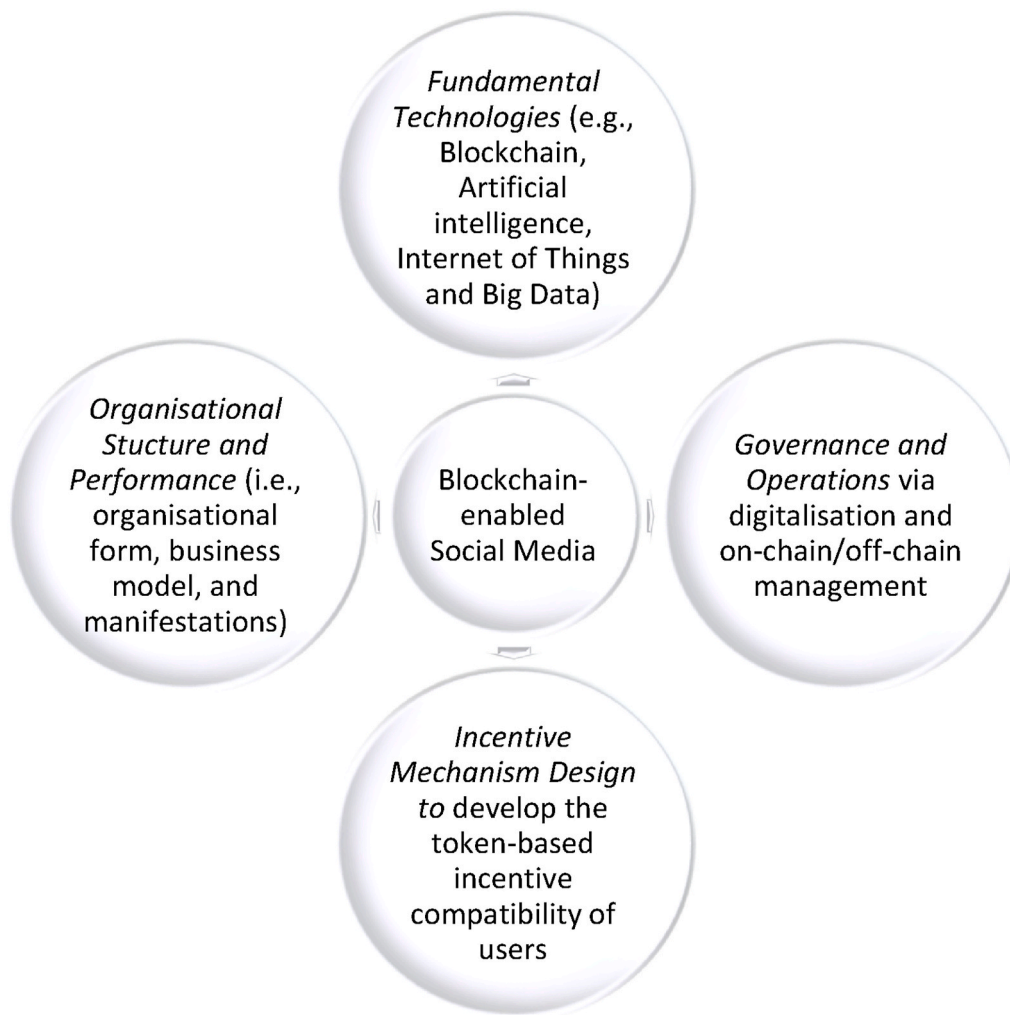 Fundamental
Technologies (e.g.,
Blockchain,
Artificial
intelligence,
Internet of Things
and Big Data)
Organisational
Stucture and
Performance (i.e.,
organisational
form, business
model, and
manifestations)
Blockchain-
enabled
Social Media
Governance and
Operations via
digitalisation and
on-chain/off-chain
management
Incentive
Mechanism Design
to develop the
token-based
incentive
compatibility of
users